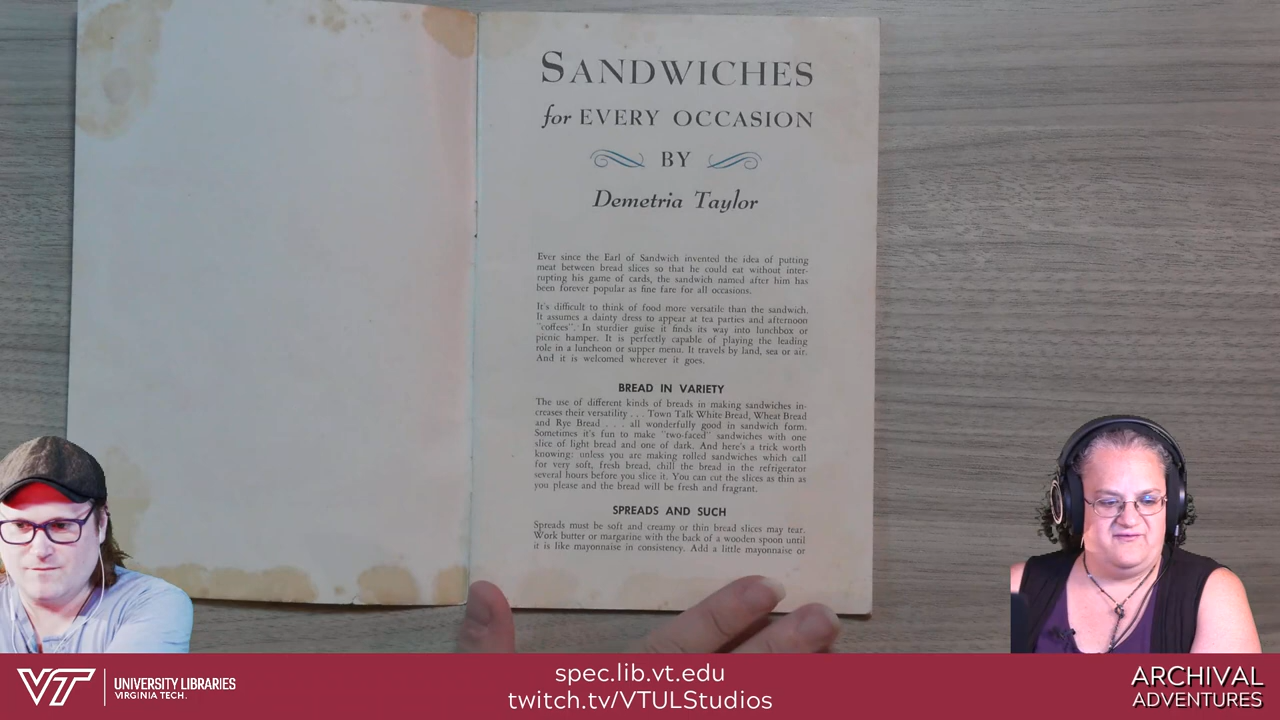 SANDWICHES
for EVERY OCCASION
BY
Demetria Taylor
Ever since the Earl of Sandwich invented the idea of putting
meat between bread slices so that he could eat without inter-
rupting his game of cards, the sandwich named after him has
been forever popular as fine fare for all occasions.
It's difficult to think of food more versatile than the sandwich.
It assumes a dainty dress to appear at tea parties and afternoon
"coffees". In sturdier guise it finds its way into lunchbox or
picnic hamper. It is perfectly capable of playing the leading
role in a luncheon or supper menu. It travels by land, sea or air.
And it is welcomed wherever it goes.
BREAD IN VARIETY
The use of different kinds of breads in making sandwiches in-
creases their versatility . . . Town Talk White Bread, Wheat Bread
and Rye Bread . . . all wonderfully good in sandwich form.
Sometimes it's fun to make "two-faced" sandwiches with one
slice of light bread and one of dark. And here's a trick worth
knowing: unless you are making rolled sandwiches which call
for very soft, fresh bread, chill the bread in the refrigerator
several hours before you slice it. You can cut the slices as thin as
you please and the bread will be fresh and fragrant.
SPREADS AND SUCH
Spreads must be soft and creamy or thin bread slices may tear.
Work butter or margarine with the back of a wooden spoon until
it is like mayonnaise in consistency. Add a little mayonnaise or
VT UNIVERSITY LIBRARIES
VIRGINIA TECH.
spec.lib.vt.edu
twitch.tv/VTULStudios
ARCHIVAL
ADVENTURES